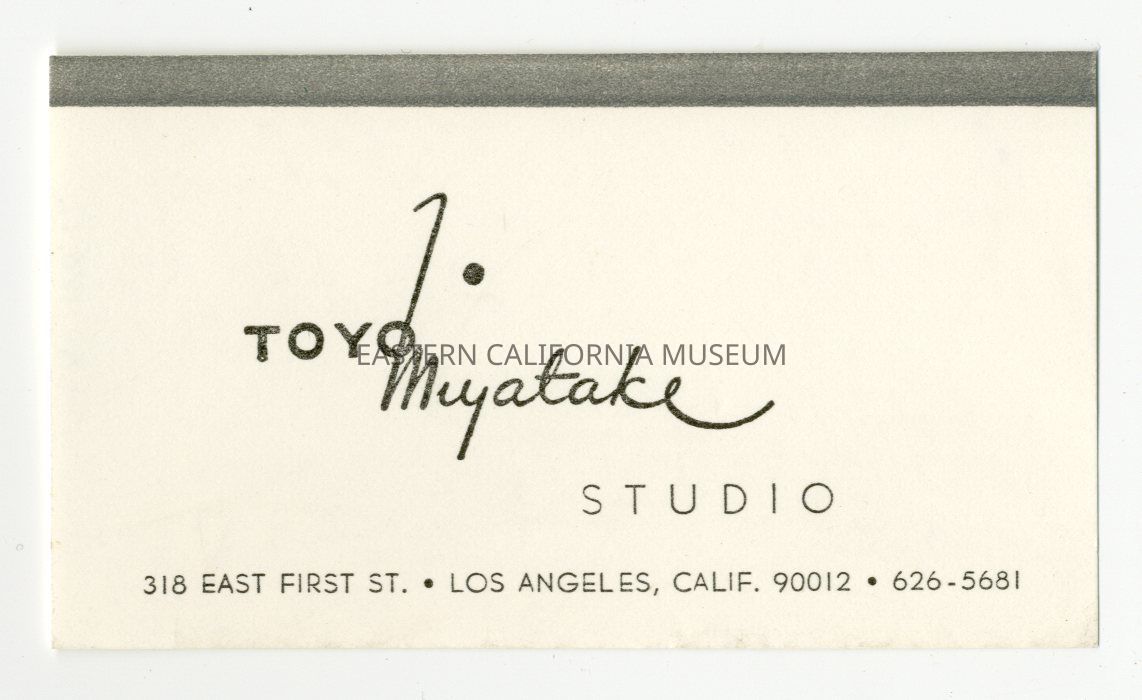 TOYO
Miyatake
EASTERN CALIFORNIA MUSEUM
STUDIO
318 EAST FIRST ST. • LOS ANGELES, CALIF. 90012 • 626-5681